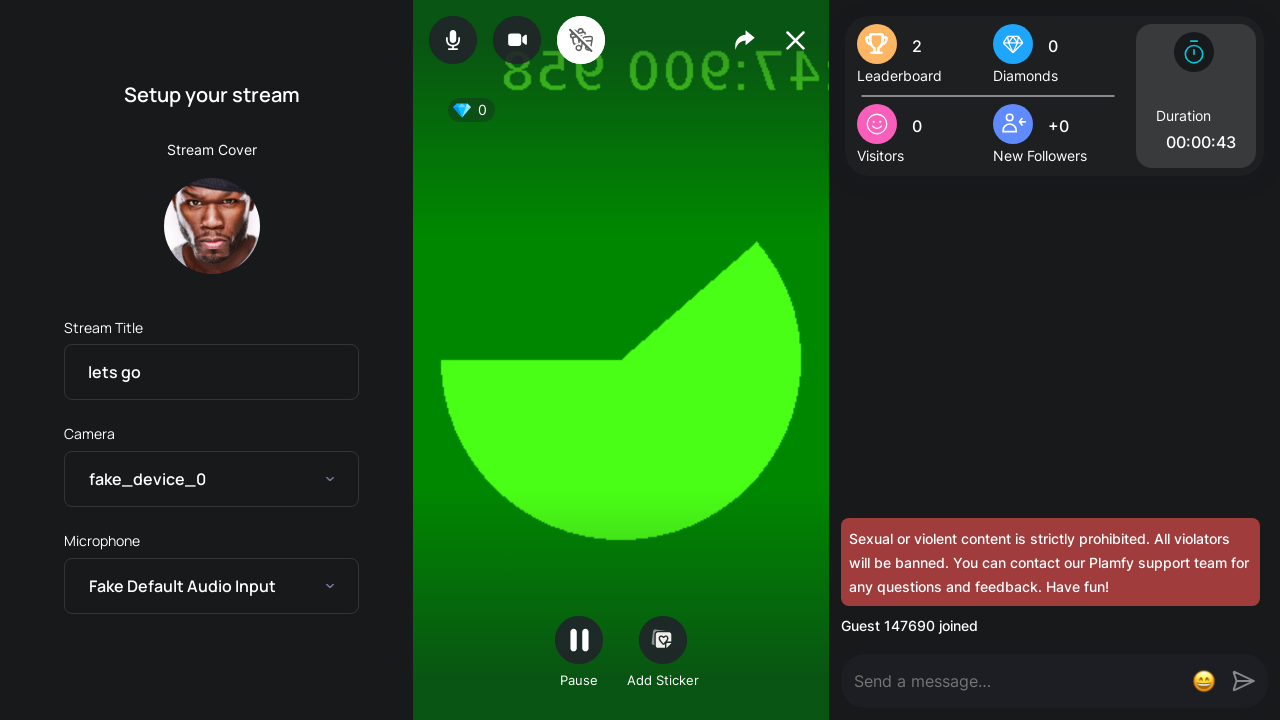 Setup your stream
Stream Cover
Stream Title
lets go
Camera
fake_device_0
Microphone
Fake Default Audio Input
0
Pause
Add Sticker
2
Leaderboard
0
Diamonds
0
Visitors
+0
New Followers
Duration
00:00:43
Sexual or violent content is strictly prohibited. All violators
will be banned. You can contact our Plamfy support team for
any questions and feedback. Have fun!
Guest 147690 joined
Send a message...